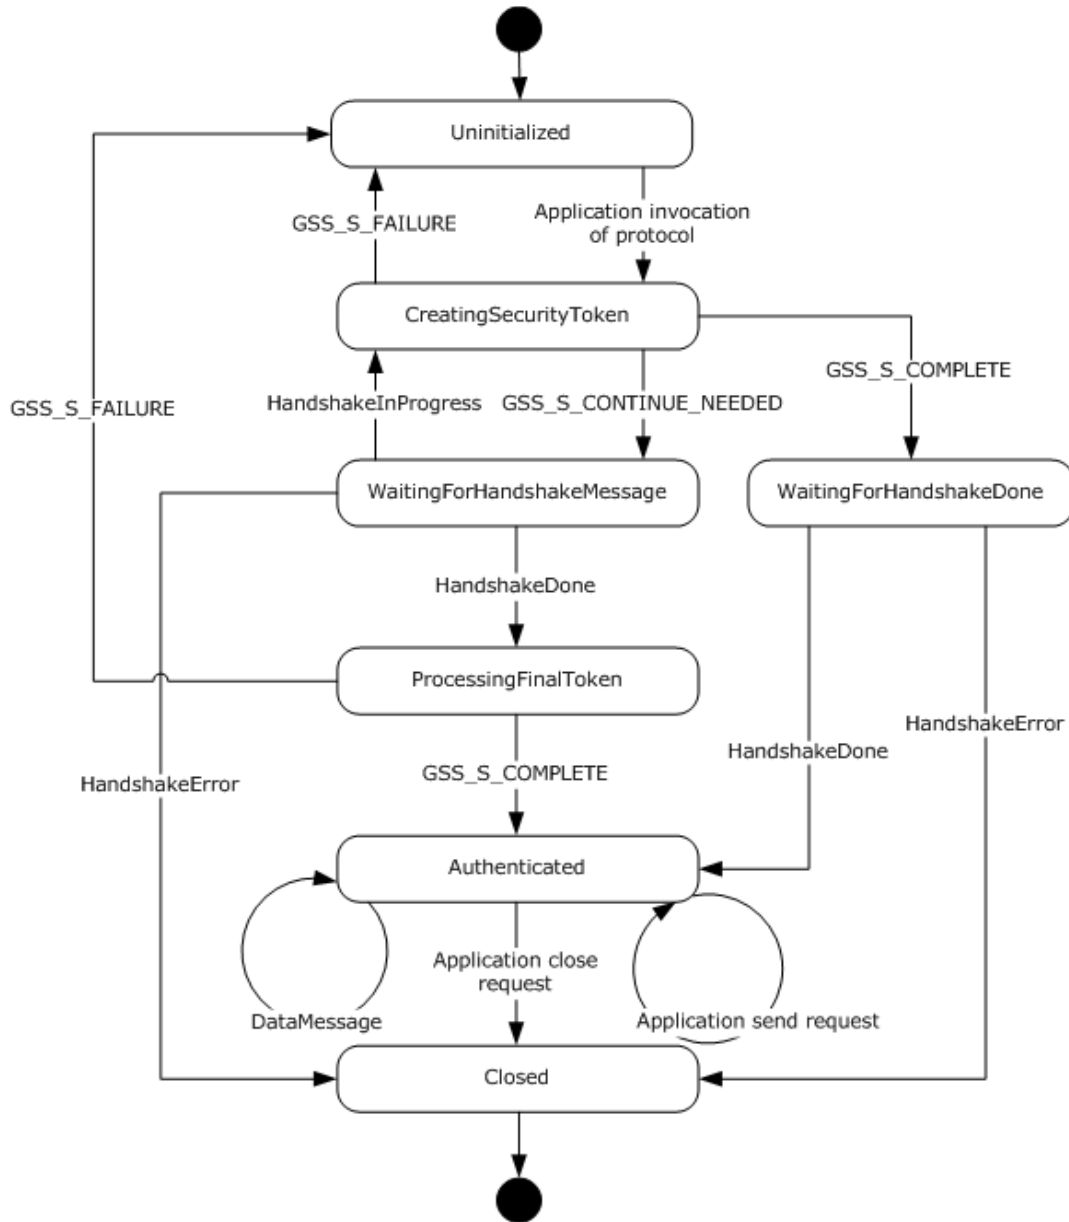 Uninitialized
GSS_S_FAILURE
Application invocation
of protocol
CreatingSecurityToken
GSS_S_COMPLETE
GSS_S_FAILURE
HandshakeInProgress
GSS_S_CONTINUE_NEEDED
WaitingForHandshakeMessage
WaitingForHandshakeDone
HandshakeDone
ProcessingFinalToken
HandshakeError
HandshakeDone
GSS_S_COMPLETE
HandshakeError
Authenticated
Application close
request
DataMessage
Application send request
Closed